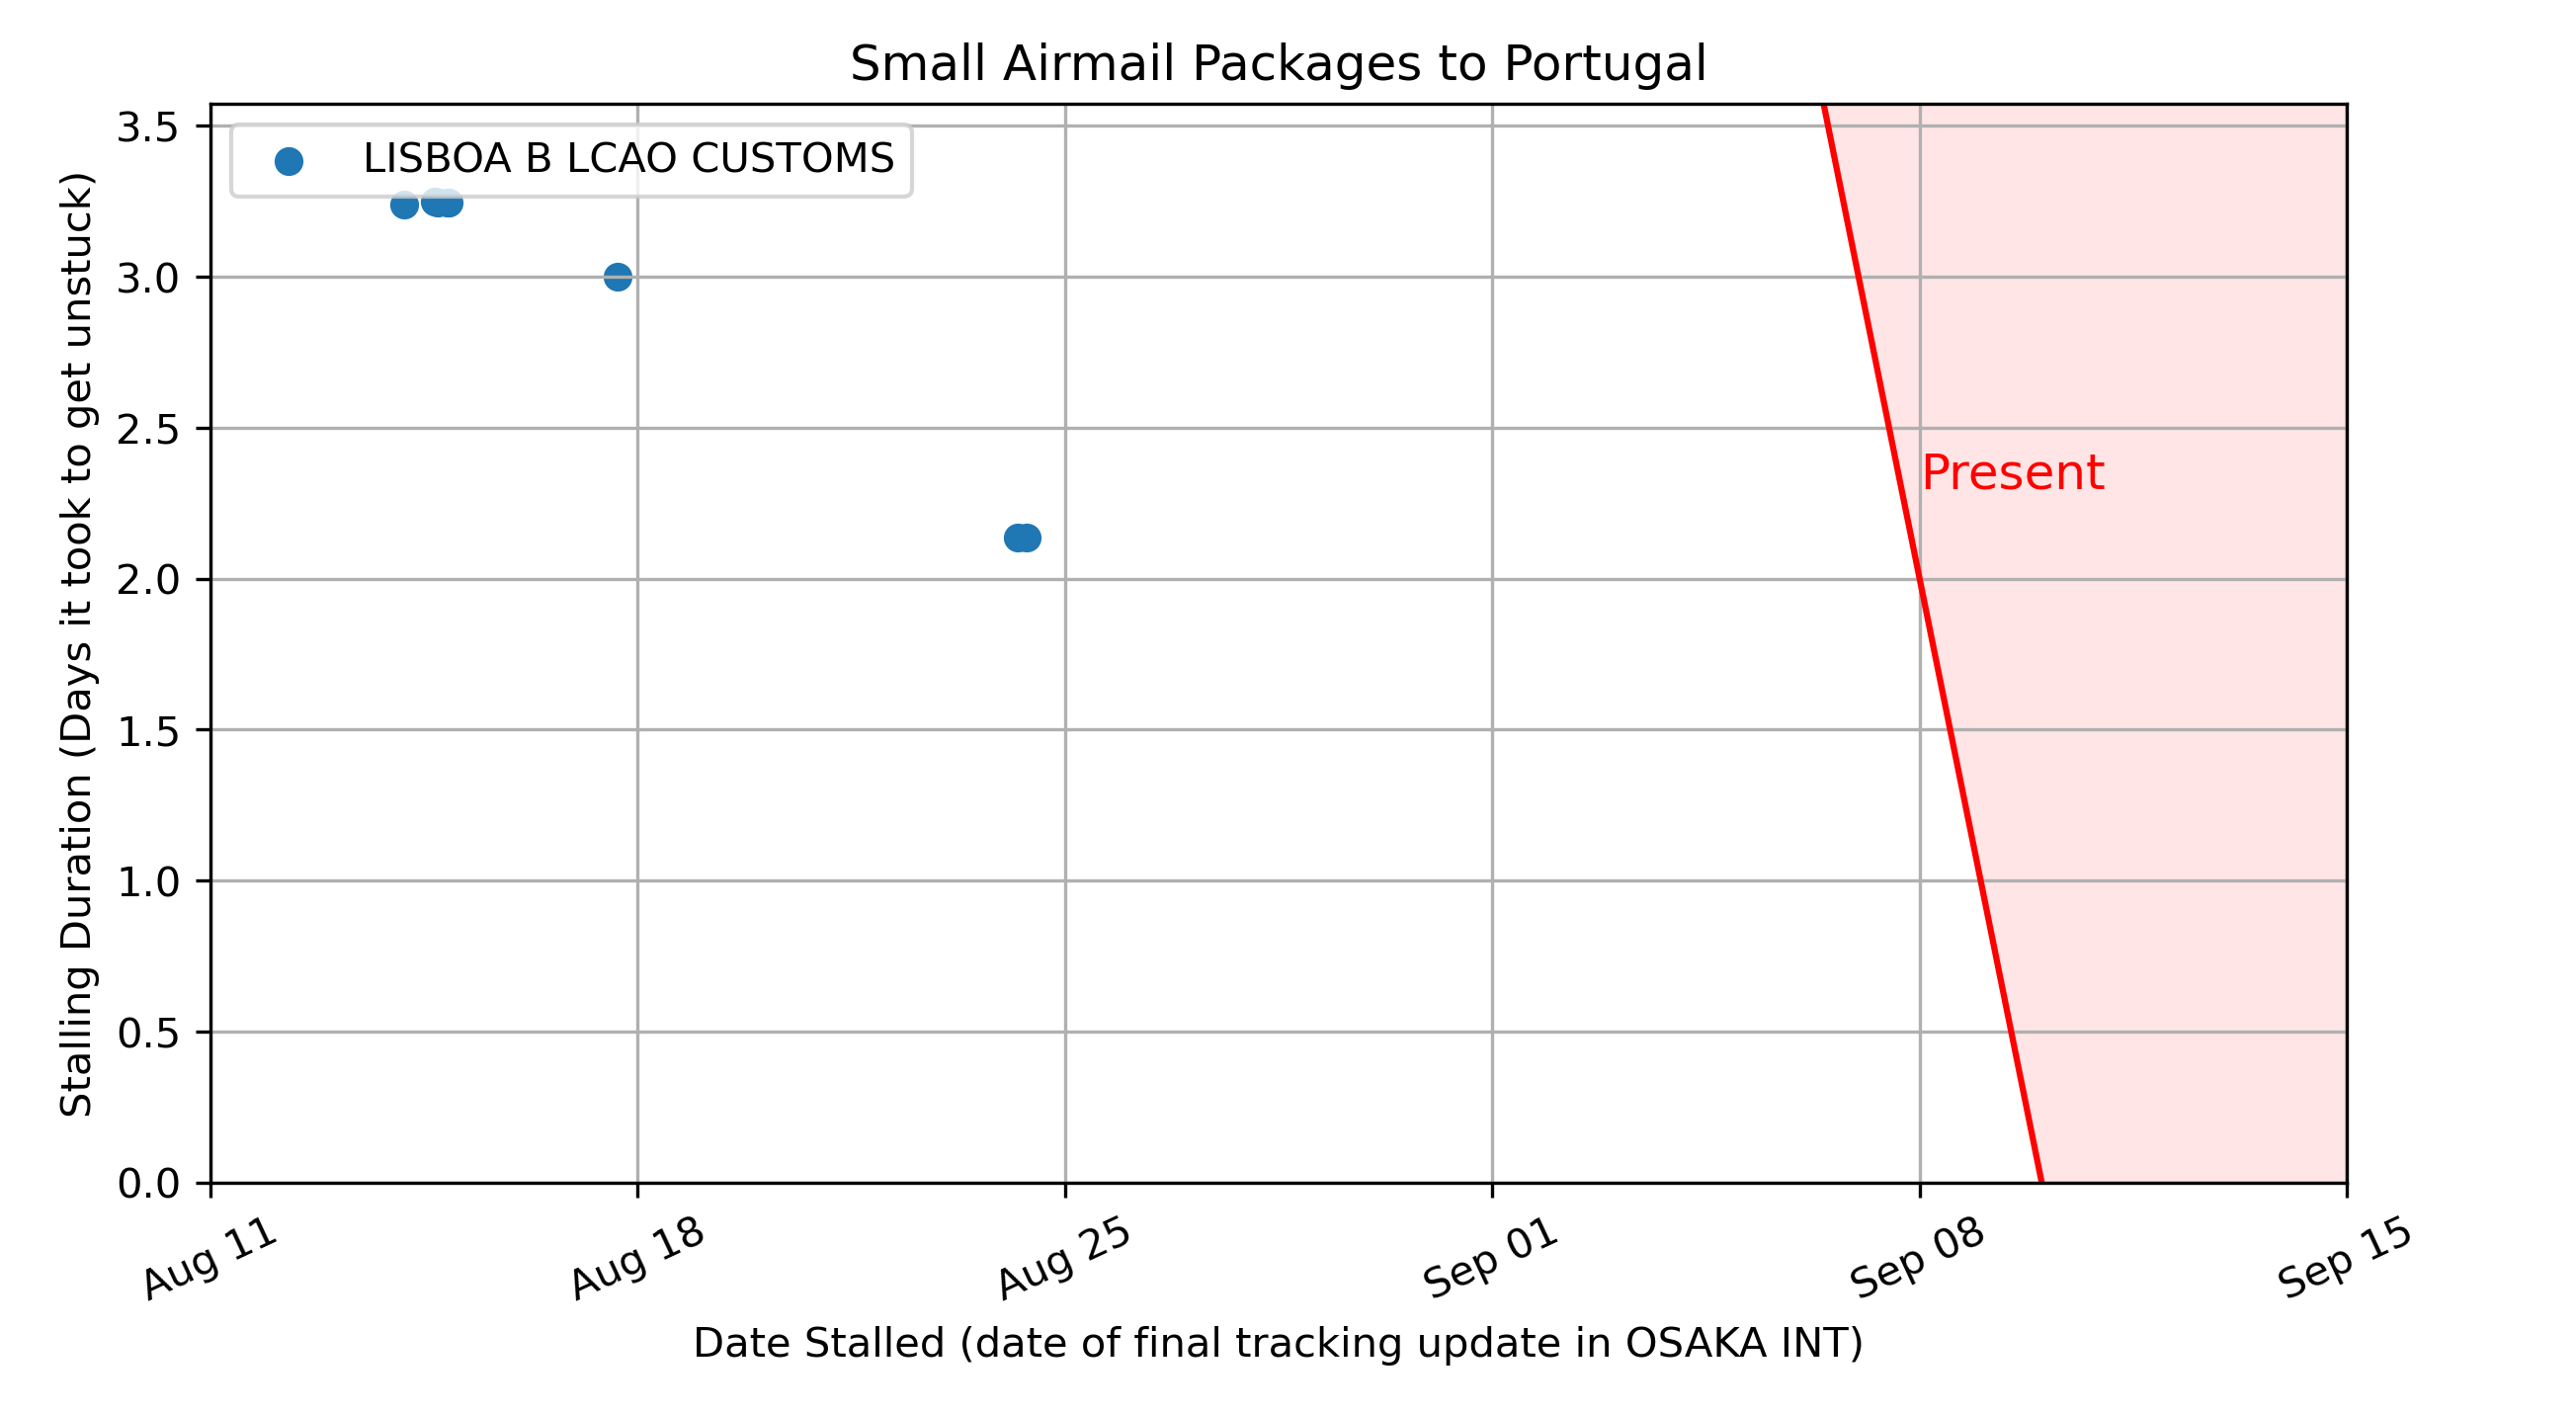 Small Airmail Packages to Portugal
LISBOA B LCAO CUSTOMS
Stalling Duration (Days it took to get unstuck)
3.5
3.0
2.5
2.0
1.5
1.0
0.5
0.0
Present
Aug 11
Aug 18
Aug 25
Sep 01
Sep 08
Sep 15
Date Stalled (date of final tracking update in OSAKA INT)